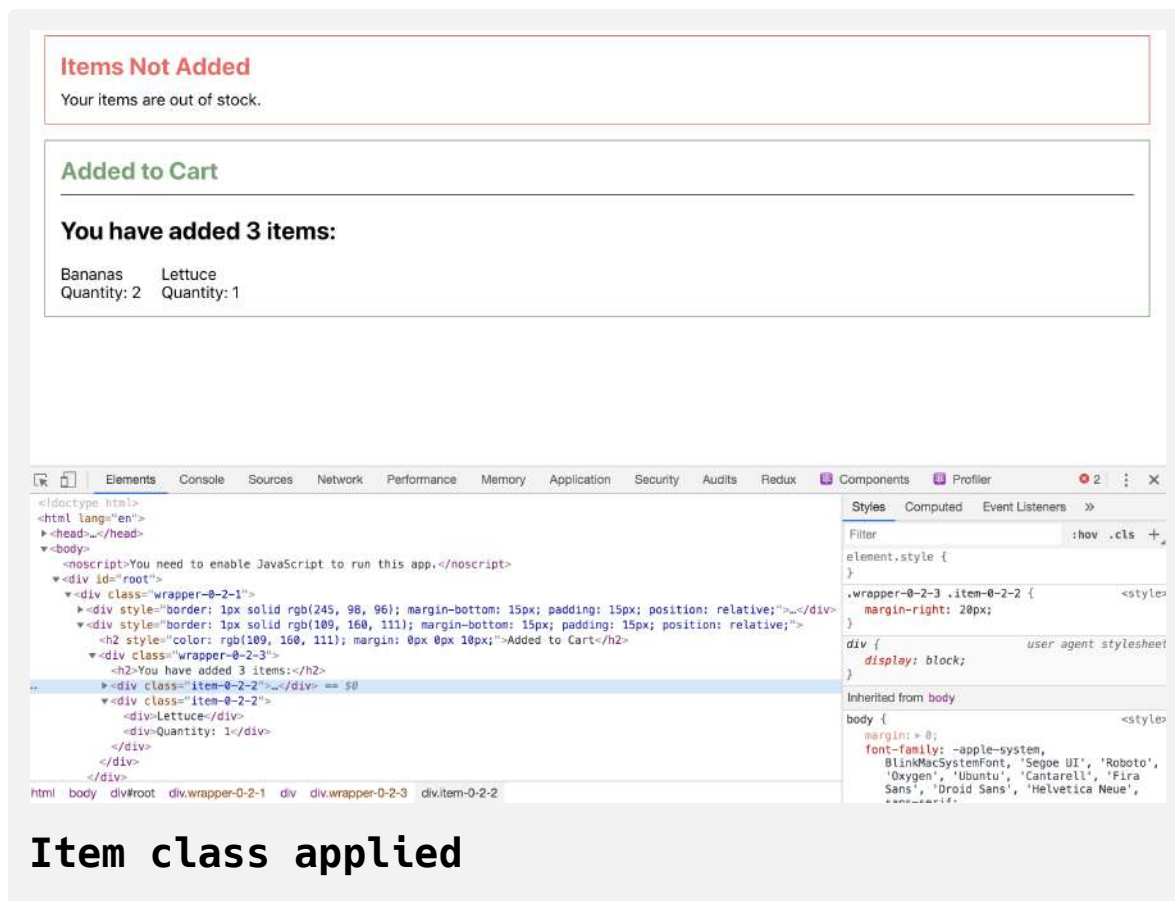 Items Not Added
Your items are out of stock.
Added to Cart
You have added 3 items:
Bananas Lettuce
Quantity: 2 Quantity: 1
Elements Console Sources Network Performance Memory Application Security Audits Redux Components Profiler 2
<!doctype html>
<html lang="en">
<head>…</head>
<body>
<noscript>You need to enable JavaScript to run this app.</noscript>
<div id="root">
<div class="wrapper-0-2-1">
<div style="border: 1px solid rgb(245, 98, 96); margin-bottom: 15px; padding: 15px; position: relative;">…</div>
<div style="border: 1px solid rgb(109, 160, 111); margin-bottom: 15px; padding: 15px; position: relative;">
<h2 style="color: rgb(109, 160, 111); margin: 0px 0px 10px;">Added to Cart</h2>
<div class="wrapper-0-2-3">
<h2>You have added 3 items:</h2>
<div class="item-0-2-2">…</div> == $0
<div class="item-0-2-2">
<div>Lettuce</div>
<div>Quantity: 1</div>
</div>
</div>
</div>
html body div#root div.wrapper-0-2-1 div div.wrapper-0-2-3 div.item-0-2-2
Styles Computed Event Listeners »
Filter :hov .cls +
element.style {
}
.wrapper-0-2-3 .item-0-2-2 { <style>
margin-right: 20px;
}
div { user agent stylesheet
display: block;
}
Inherited from body
body { <style>
margin: 0;
font-family: -apple-system,
BlinkMacSystemFont, 'Segoe UI', 'Roboto',
'Oxygen', 'Ubuntu', 'Cantarell', 'Fira
Sans', 'Droid Sans', 'Helvetica Neue',
sans-serif;
Item class applied